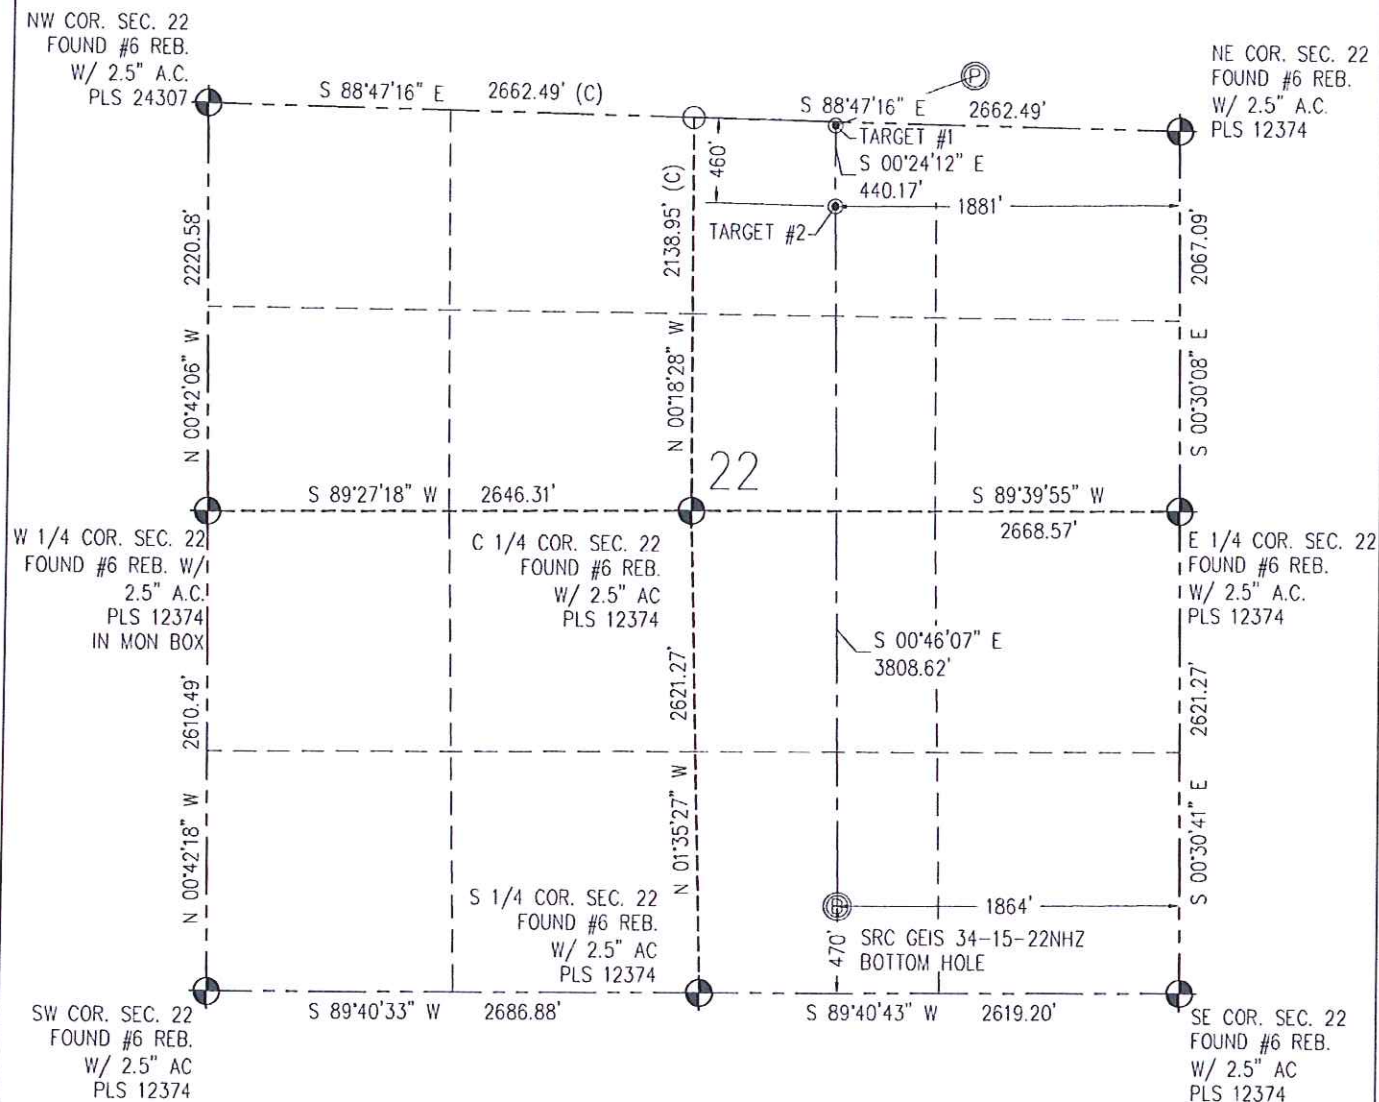 NW COR. SEC. 22
FOUND #6 REB.
W/ 2.5" A.C.
PLS 24307
S 88°47'16" E 2662.49' (C)
P
S 88°47'16" E 2662.49'
NE COR. SEC. 22
FOUND #6 REB.
W/ 2.5" A.C.
PLS 12374
TARGET #1
S 00°24'12" E
440.17'
460'
1881'
TARGET #2
2220.58'
N 00°42'06" W
2138.95' (C)
N 00°18'28" W
2067.09'
S 00°30'08" E
22
S 89°27'18" W 2646.31'
S 89°39'55" W
2668.57'
W 1/4 COR. SEC. 22
FOUND #6 REB. W/
2.5" A.C.
PLS 12374
IN MON BOX
C 1/4 COR. SEC. 22
FOUND #6 REB.
W/ 2.5" AC
PLS 12374
E 1/4 COR. SEC. 22
FOUND #6 REB.
W/ 2.5" A.C.
PLS 12374
S 00°46'07" E
3808.62'
2610.49'
N 00°42'18" W
2621.27'
N 01°35'27" W
2621.27'
S 00°30'41" E
S 1/4 COR. SEC. 22
FOUND #6 REB.
W/ 2.5" AC
PLS 12374
B
1864'
470'
SRC GEIS 34-15-22NHZ
BOTTOM HOLE
SW COR. SEC. 22
FOUND #6 REB.
W/ 2.5" AC
PLS 12374
S 89°40'33" W 2686.88'
S 89°40'43" W 2619.20'
SE COR. SEC. 22
FOUND #6 REB.
W/ 2.5" AC
PLS 12374